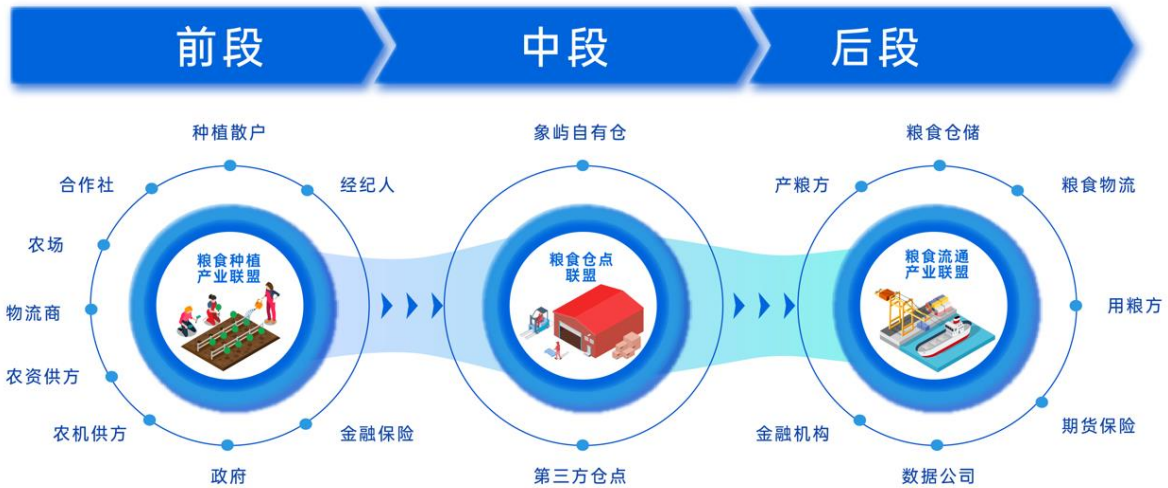 前段
中段
后段
种植散户
合作社
经纪人
农场
物流商
农资供方
农机供方
政府
金融保险
粮食种植
产业联盟
象屿自有仓
粮食仓点
联盟
第三方仓点
粮食仓储
产粮方
粮食物流
用粮方
期货保险
数据公司
金融机构
粮食流通
产业联盟